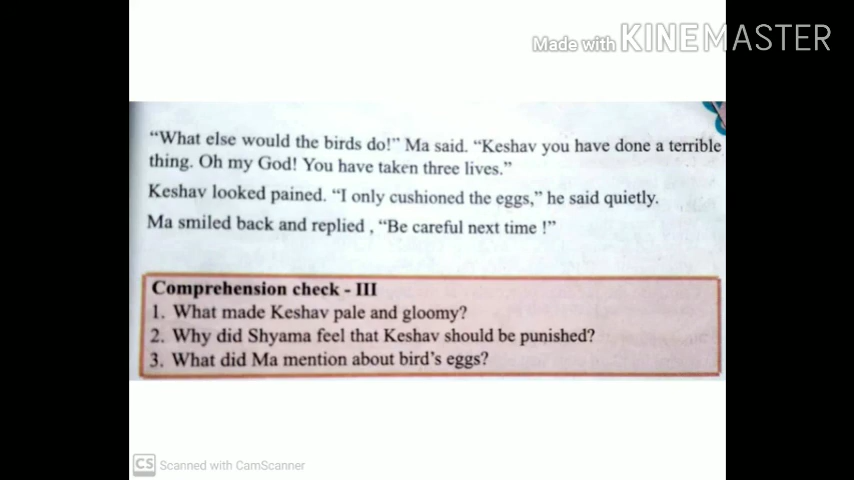 Made with KINEMASTER
"What else would the birds do!" Ma said. "Keshav you have done a terrible
thing. Oh my God! You have taken three lives."
Keshav looked pained. "I only cushioned the eggs," he said quietly.
Ma smiled back and replied , "Be careful next time !"
Comprehension check - III
1. What made Keshav pale and gloomy?
2. Why did Shyama feel that Keshav should be punished?
3. What did Ma mention about bird's eggs?
CS Scanned with CamScanner